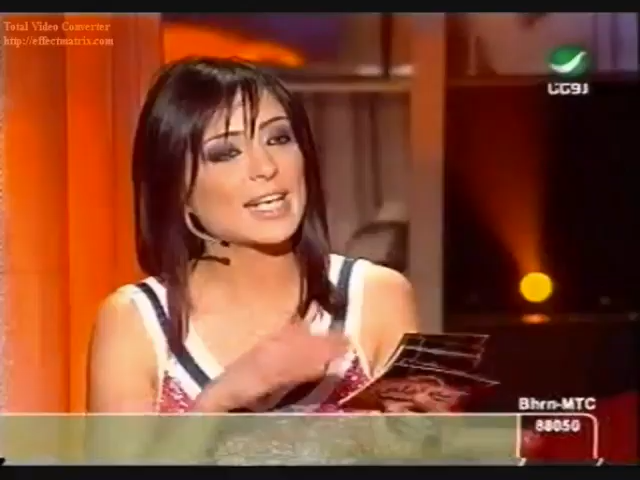 Total Video Converter
http://effectmatrix.com
روتانا
Bhrn-MTC
88050